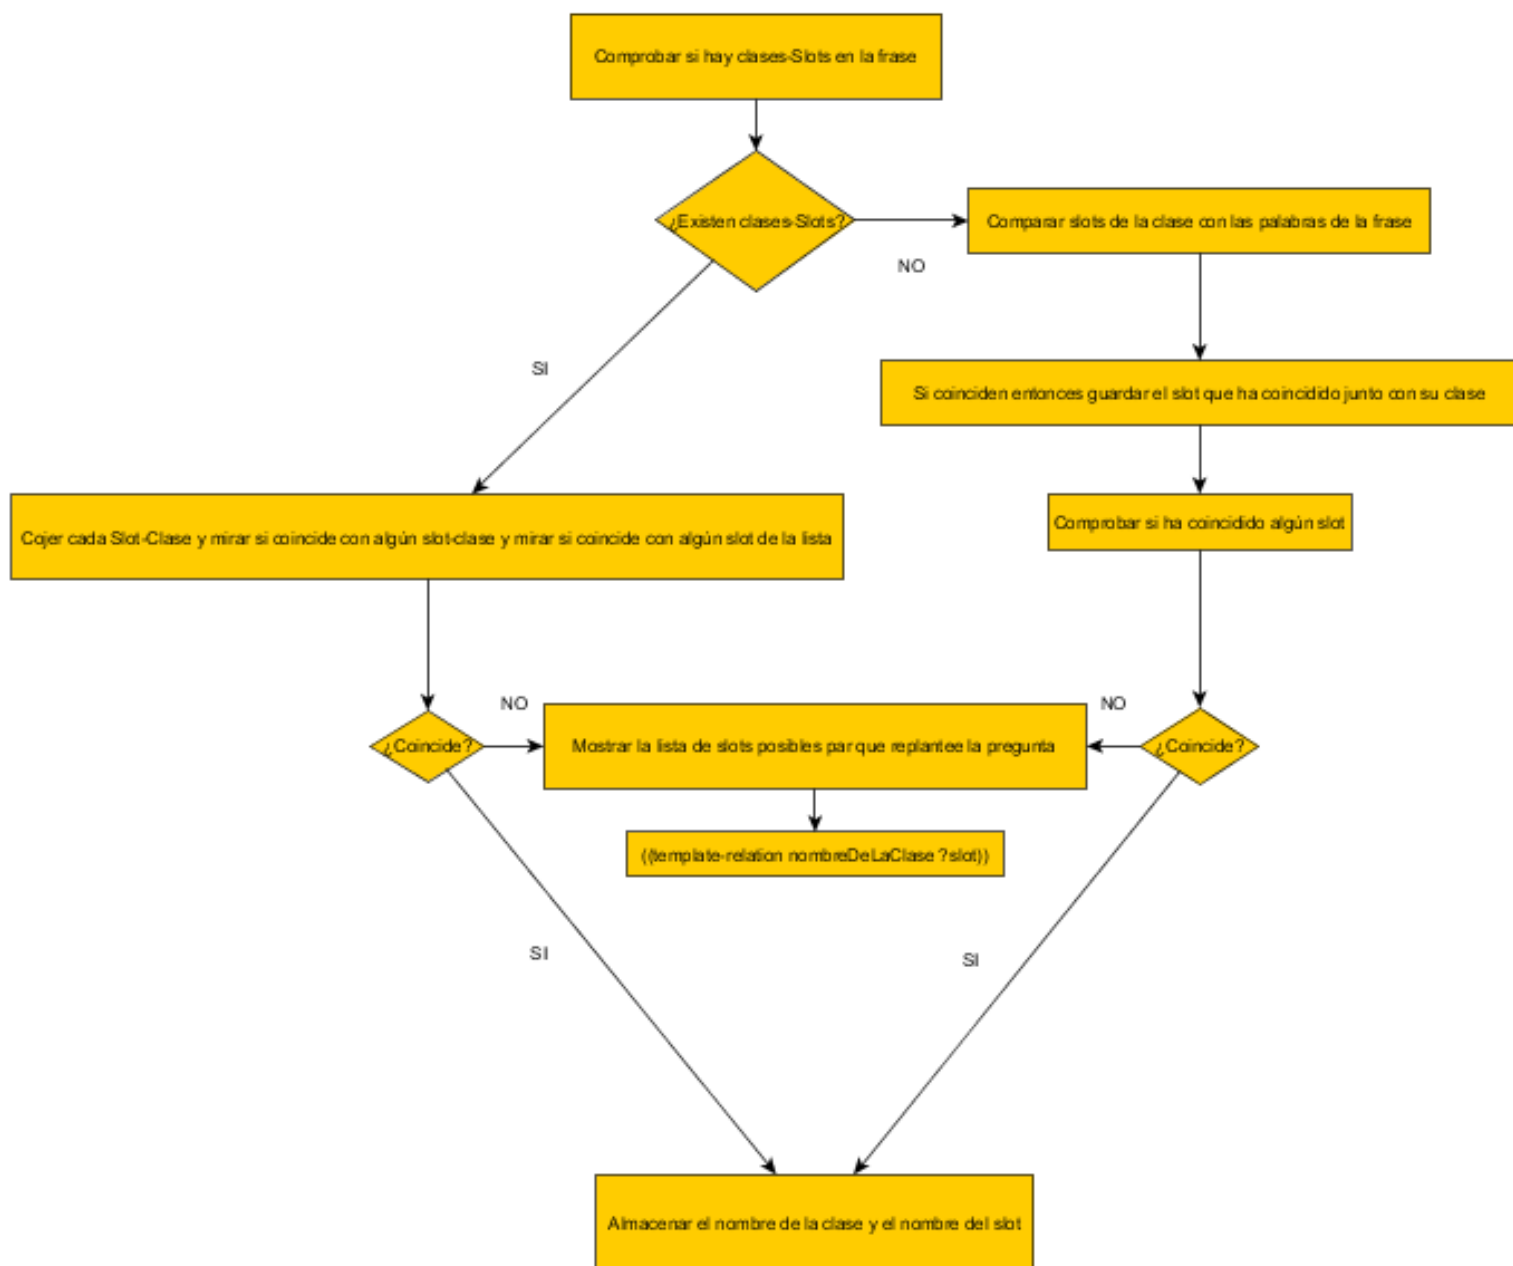 Comprobar si hay clases-Slots en la frase
¿Existen clases-Slots?
Comparar slots de la clase con las palabras de la frase
NO
SI
Si coinciden entonces guardar el slot que ha coincidido junto con su clase
Cojer cada Slot-Clase y mirar si coincide con algún slot-clase y mirar si coincide con algún slot de la lista
Comprobar si ha coincidido algún slot
NO
NO
¿Coincide?
Mostrar la lista de slots posibles par que replantee la pregunta
¿Coincide?
((template-relation nombreDeLaClase ?slot))
SI
SI
Almacenar el nombre de la clase y el nombre del slot